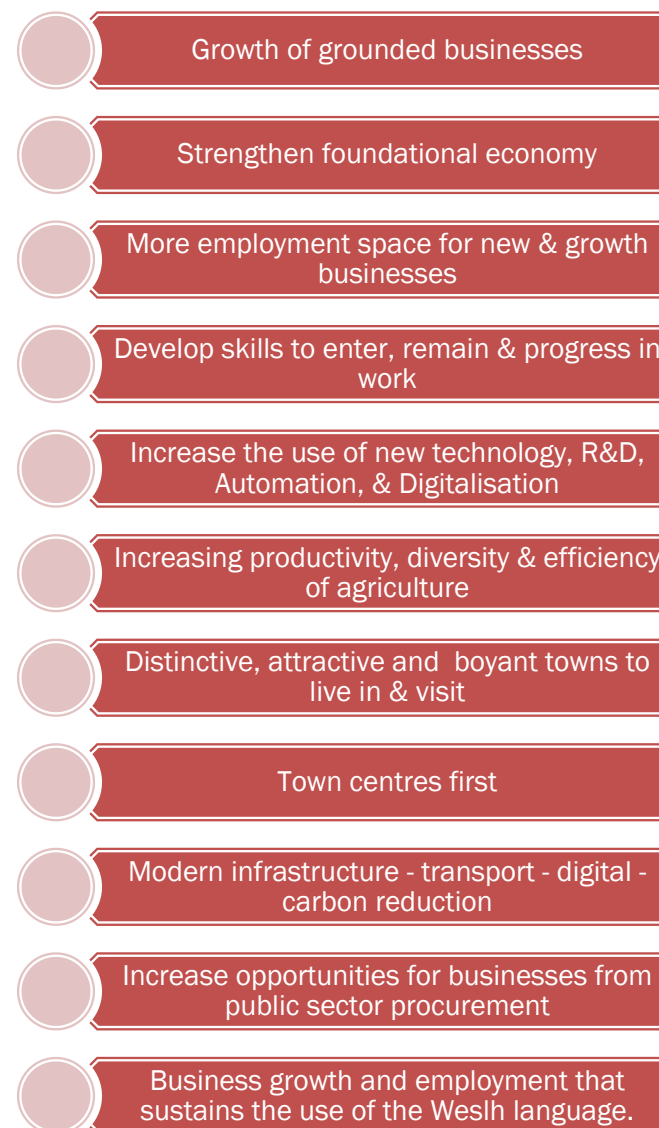 Growth of grounded businesses
Strengthen foundational economy
More employment space for new & growth
businesses
Develop skills to enter, remain & progress in
work
Increase the use of new technology, R&D,
Automation, & Digitalisation
Increasing productivity, diversity & efficiency
of agriculture
Distinctive, attractive and  boyant towns to
live in & visit
Town centres first
Modern infrastructure - transport - digital -
carbon reduction
Increase opportunities for businesses from
public sector procurement
Business growth and employment that
sustains the use of the Weslh language.